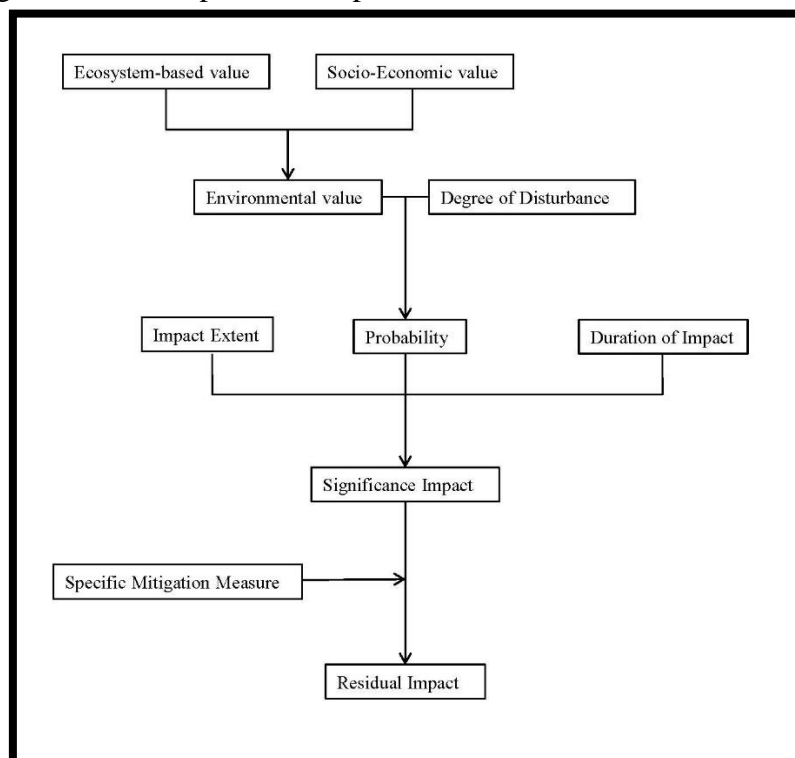 Ecosystem-based value
Socio-Economic value
Environmental value
Degree of Disturbance
Impact Extent
Probability
Duration of Impact
Significance Impact
Specific Mitigation Measure
Residual Impact